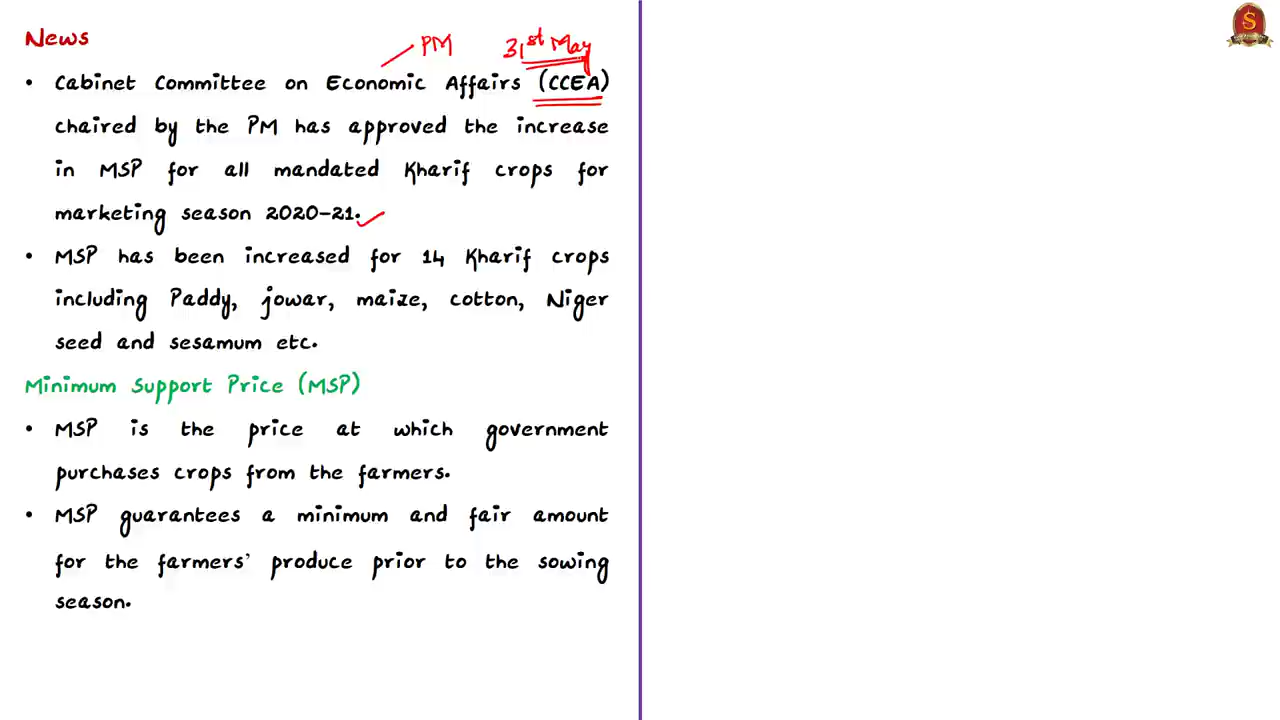 News
PM 31st May
• Cabinet Committee on Economic Affairs (CCEA)
chaired by the PM has approved the increase
in MSP for all mandated Kharif crops for
marketing season 2020-21.
• MSP has been increased for 14 Kharif crops
including Paddy, jowar, maize, cotton, Niger
seed and sesamum etc.
Minimum Support Price (MSP)
• MSP is the price at which government
purchases crops from the farmers.
• MSP guarantees a minimum and fair amount
for the farmers' produce prior to the sowing
season.